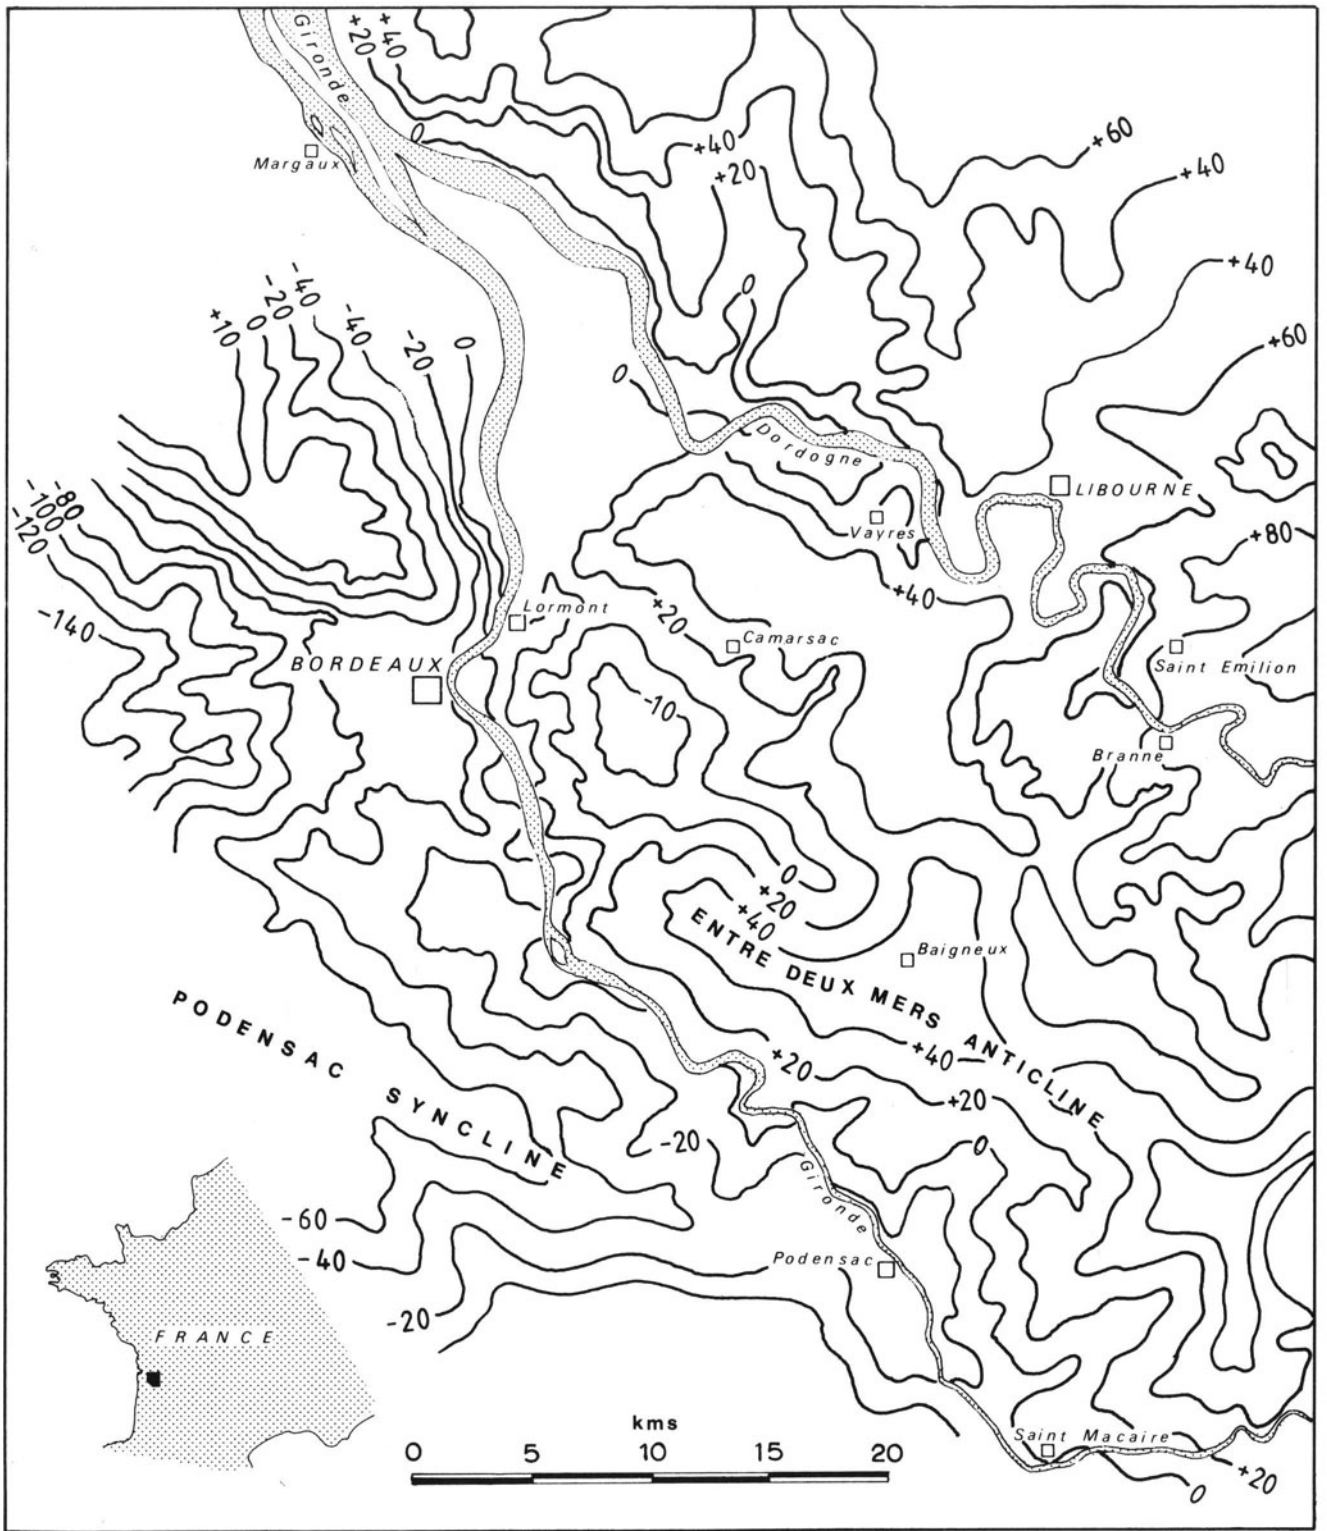 Gironde
+20
+40
0
Margaux
+40
+20
+60
+40
+40
+60
0
0
+10
0
-20
-40
-40
-20
0
Dordogne
LIBOURNE
Vayres
+80
-80
-100
-120
-140
+40
Lormont
+20
Camarsac
BORDEAUX
Saint Emilion
-10
Branne
0
+20
+40
Baigneux
ENTRE DEUX MERS ANTICLINE
PODENSAC SYNCLINE
+20
+40
+20
-20
0
Gironde
-60
-40
Podensac
-20
FRANCE
kms
0 5 10 15 20
Saint Macaire
+20
0